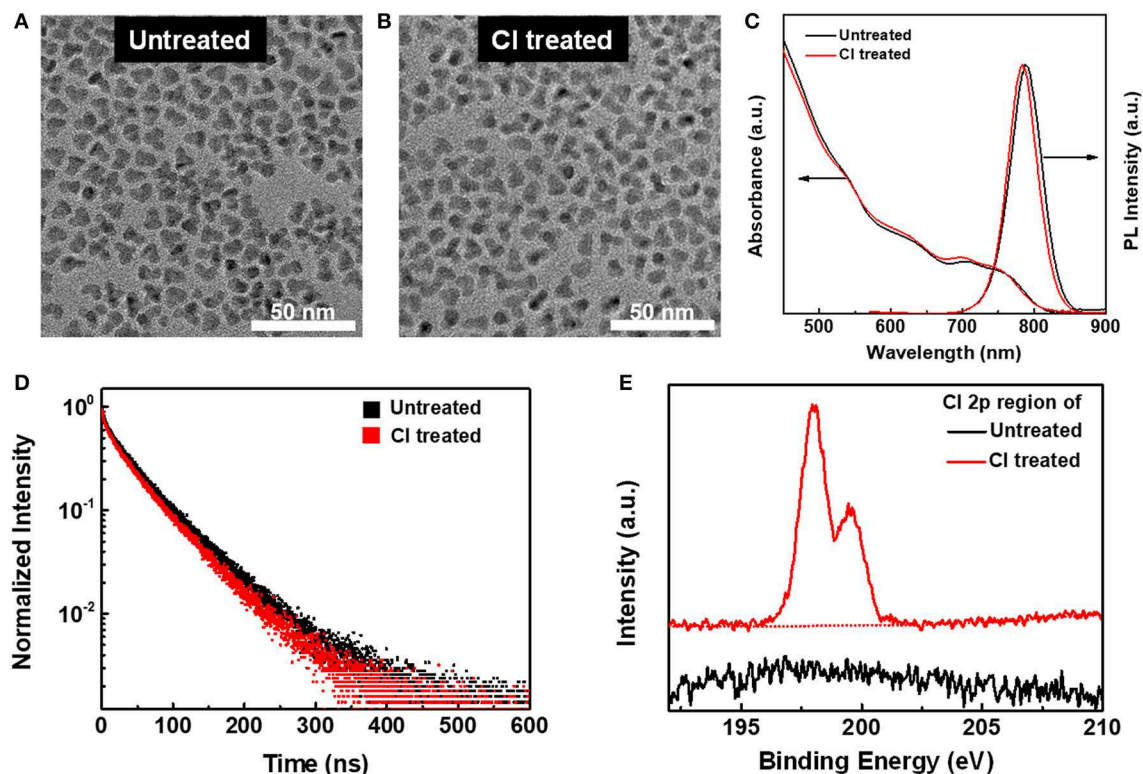 A
Untreated
50 nm
B
Cl treated
50 nm
C
Untreated
Cl treated
Absorbance (a.u.)
PL Intensity (a.u.)
500 600 700 800 900
Wavelength (nm)
D
Untreated
Cl treated
Normalized Intensity
10⁰
10⁻¹
10⁻²
0 100 200 300 400 500 600
Time (ns)
E
Cl 2p region of
Untreated
Cl treated
Intensity (a.u.)
195 200 205 210
Binding Energy (eV)